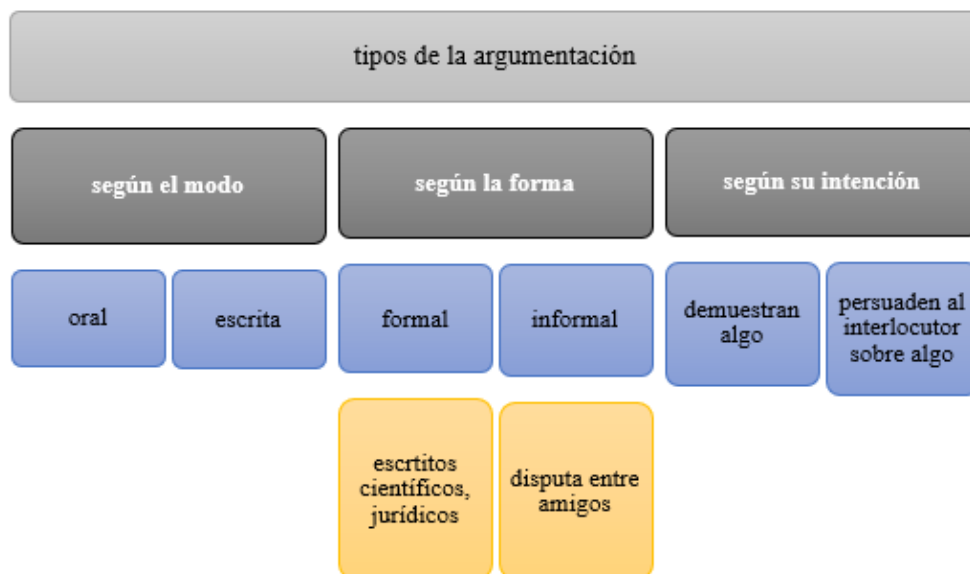 tipos de la argumentación
según el modo
según la forma
según su intención
oral
escrita
formal
informal
demuestran
algo
persuaden al
interlocutor
sobre algo
escrtitos
científicos,
jurídicos
disputa entre
amigos